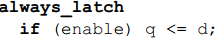 always_latch
  if (enable) q <= d;